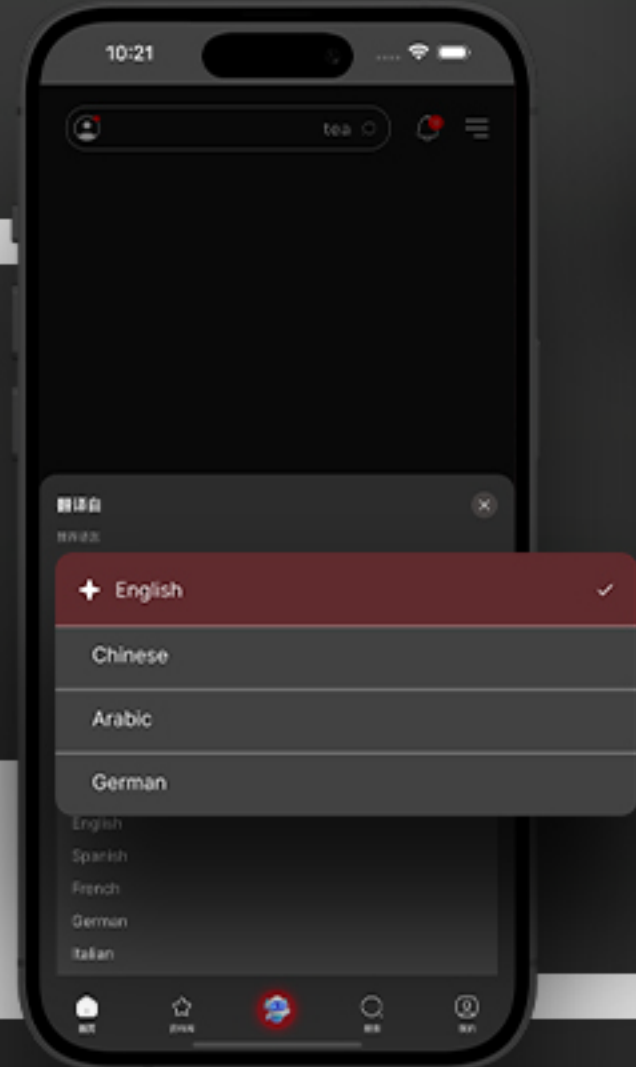 10:21
tea
翻译自
English
Chinese
Arabic
German
English
Spanish
French
German
Italian